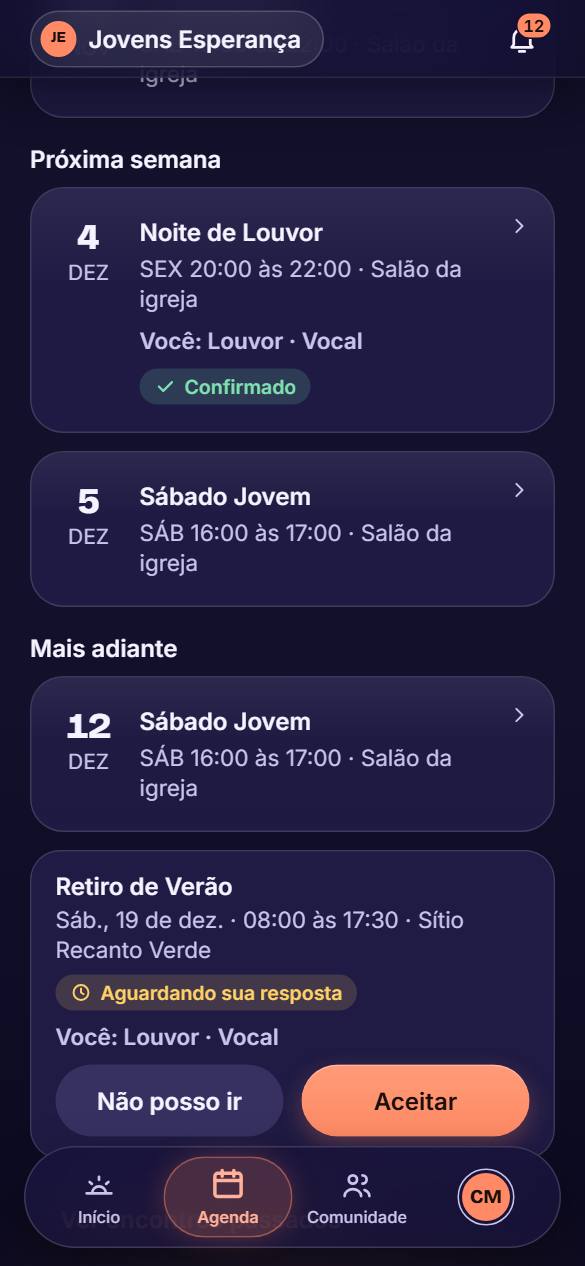 JE Jovens Esperança
12
igreja
Próxima semana
4 DEZ
Noite de Louvor
SEX 20:00 às 22:00 · Salão da
igreja
Você: Louvor · Vocal
Confirmado
5 DEZ
Sábado Jovem
SÁB 16:00 às 17:00 · Salão da
igreja
Mais adiante
12 DEZ
Sábado Jovem
SÁB 16:00 às 17:00 · Salão da
igreja
Retiro de Verão
Sáb., 19 de dez. · 08:00 às 17:30 · Sítio
Recanto Verde
Aguardando sua resposta
Você: Louvor · Vocal
Não posso ir
Aceitar
Início
Agenda
Comunidade
CM